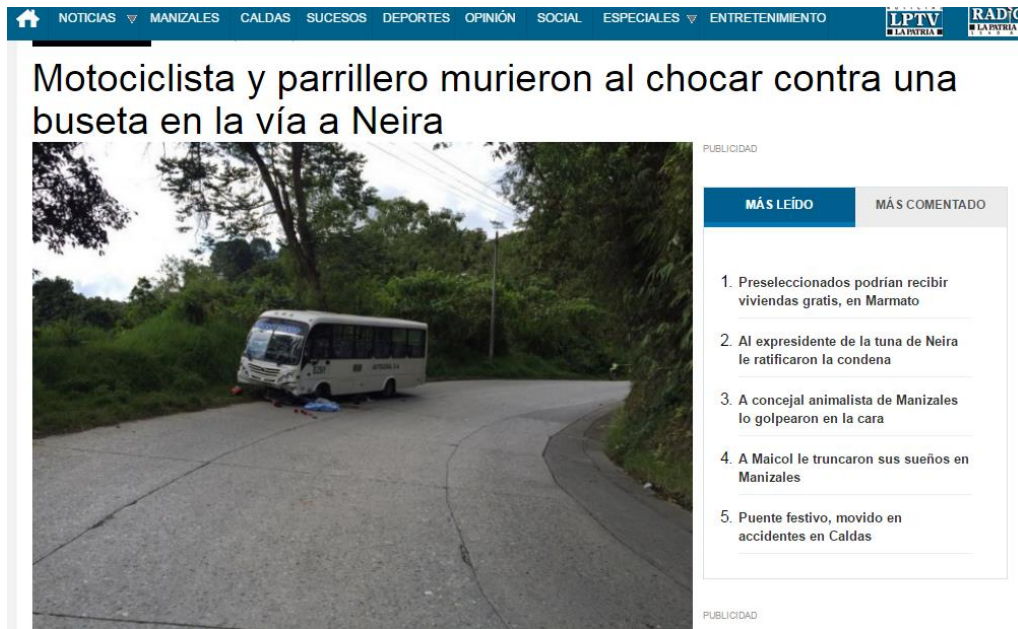 NOTICIAS MANIZALES CALDAS SUCESOS DEPORTES OPINIÓN SOCIAL ESPECIALES ENTRETENIMIENTO
LPTV
LA PATRIA
RADIO
LA PATRIA
Motociclista y parrillero murieron al chocar contra una
buseta en la vía a Neira
PUBLICIDAD
MÁS LEÍDO
MÁS COMENTADO
1. Preseleccionados podrían recibir
viviendas gratis, en Marmato
2. Al expresidente de la tuna de Neira
le ratificaron la condena
3. A concejal animalista de Manizales
lo golpearon en la cara
4. A Maicol le truncaron sus sueños en
Manizales
5. Puente festivo, movido en
accidentes en Caldas
PUBLICIDAD